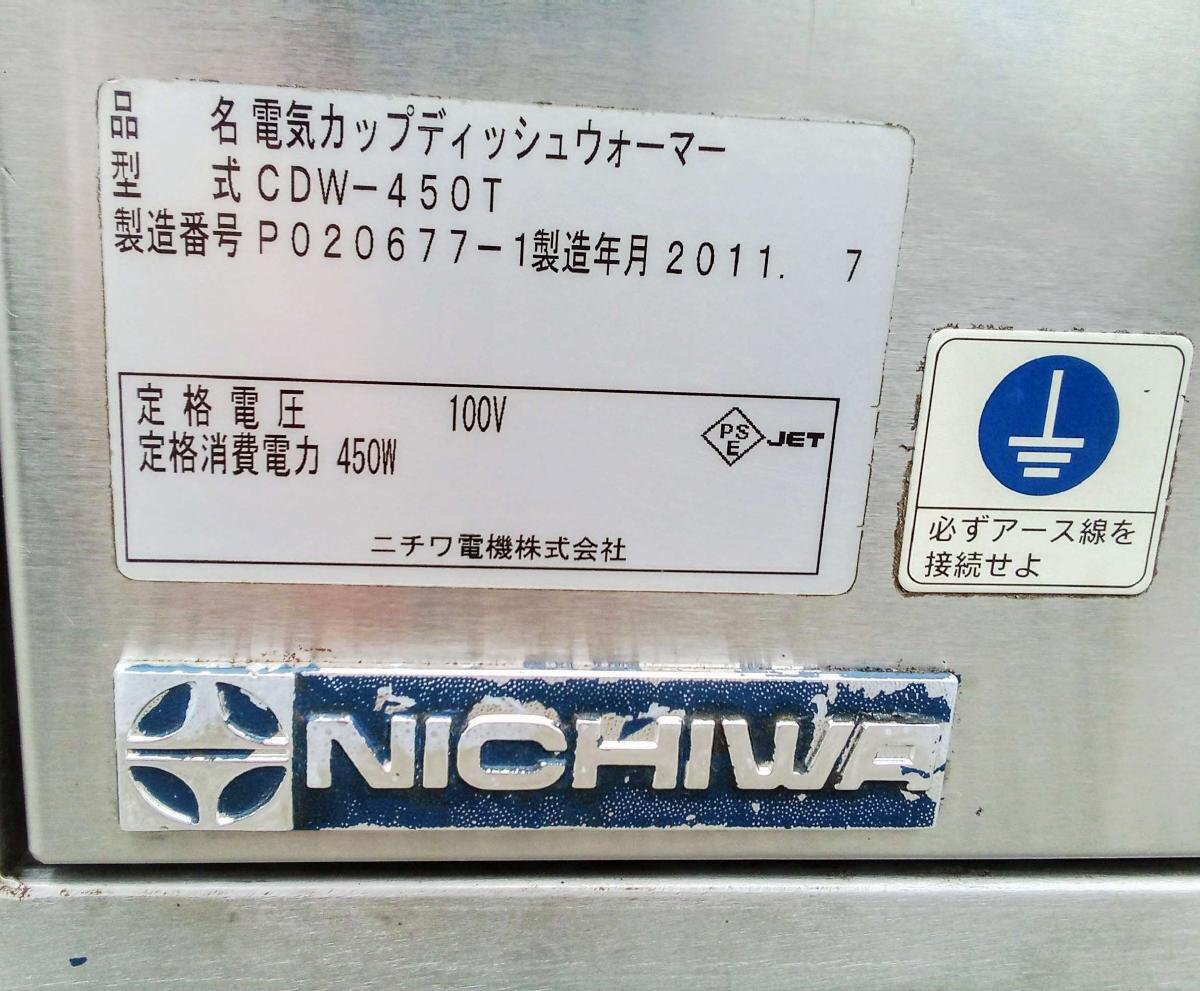 品 名 電気カップディッシュウォーマー
型 式 CDW-450T
製造番号 P020677-1 製造年月 2011. 7
定格電圧 100V
定格消費電力 450W
PSE JET
ニチワ電機株式会社
必ずアース線を
接続せよ
NICHIWA